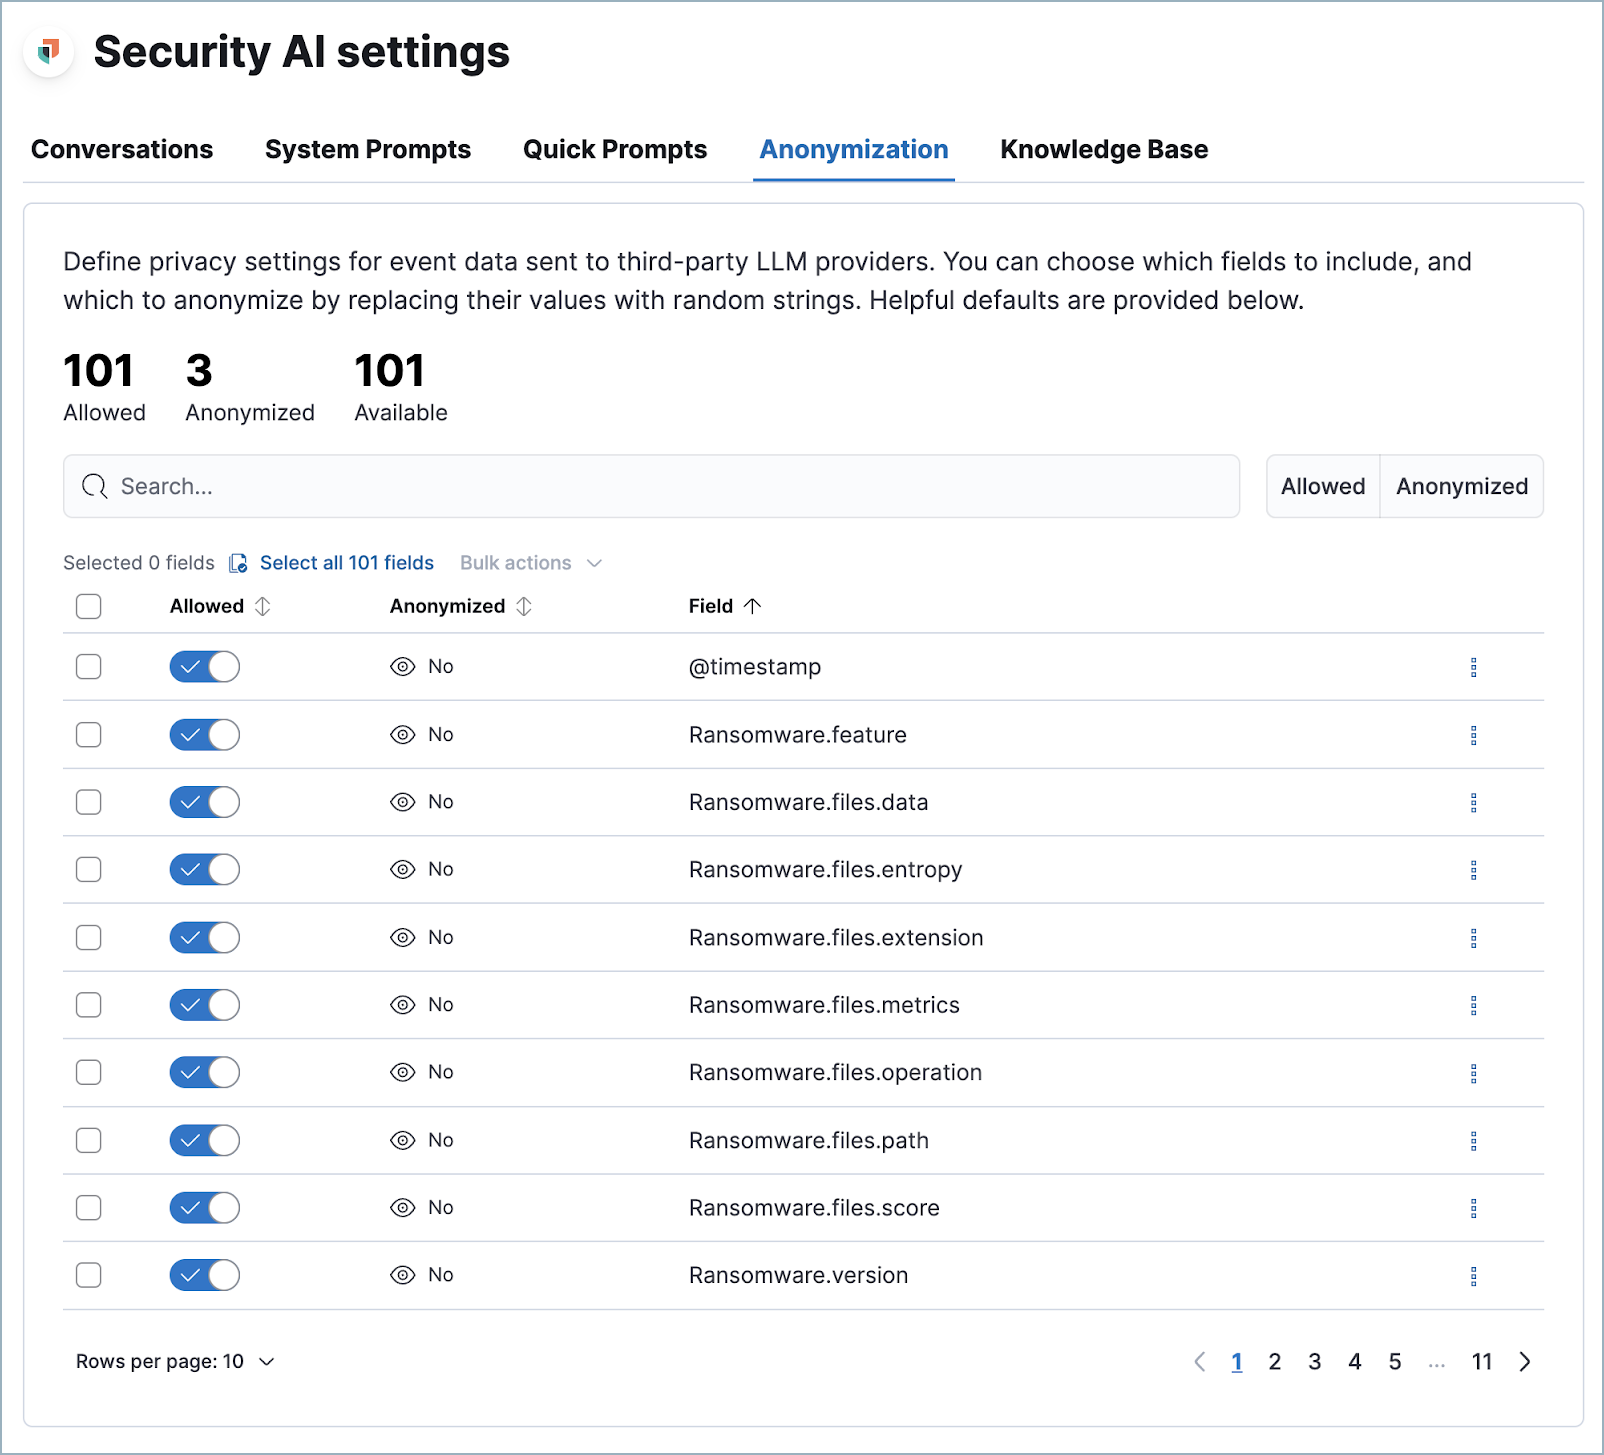 Security AI settings
Conversations System Prompts Quick Prompts Anonymization Knowledge Base
Define privacy settings for event data sent to third-party LLM providers. You can choose which fields to include, and
which to anonymize by replacing their values with random strings. Helpful defaults are provided below.
101 3 101
Allowed Anonymized Available
Search... Allowed Anonymized
Selected 0 fields Select all 101 fields Bulk actions
Allowed Anonymized Field
No @timestamp
No Ransomware.feature
No Ransomware.files.data
No Ransomware.files.entropy
No Ransomware.files.extension
No Ransomware.files.metrics
No Ransomware.files.operation
No Ransomware.files.path
No Ransomware.files.score
No Ransomware.version
Rows per page: 10 1 2 3 4 5 ... 11